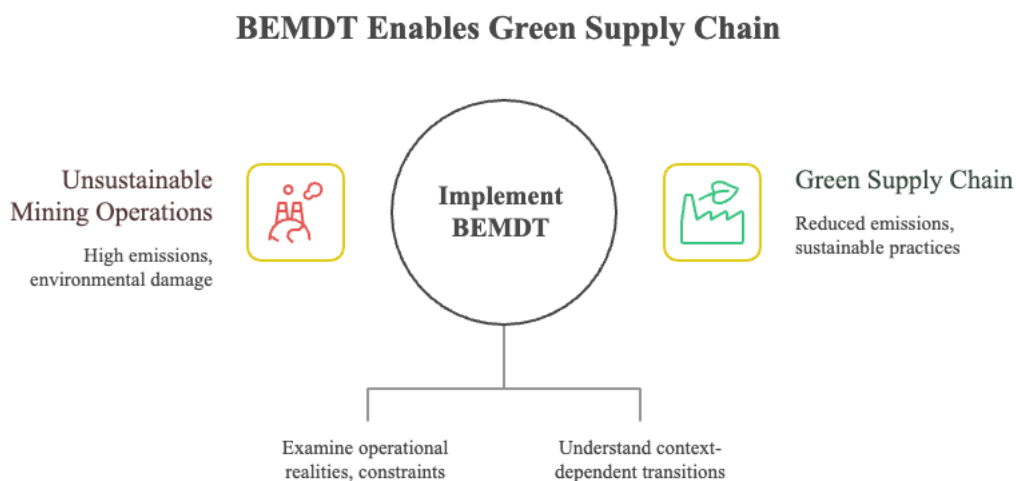 BEMDT Enables Green Supply Chain
Unsustainable
Mining Operations
High emissions,
environmental damage
Implement
BEMDT
Green Supply Chain
Reduced emissions,
sustainable practices
Examine operational
realities, constraints
Understand context-
dependent transitions